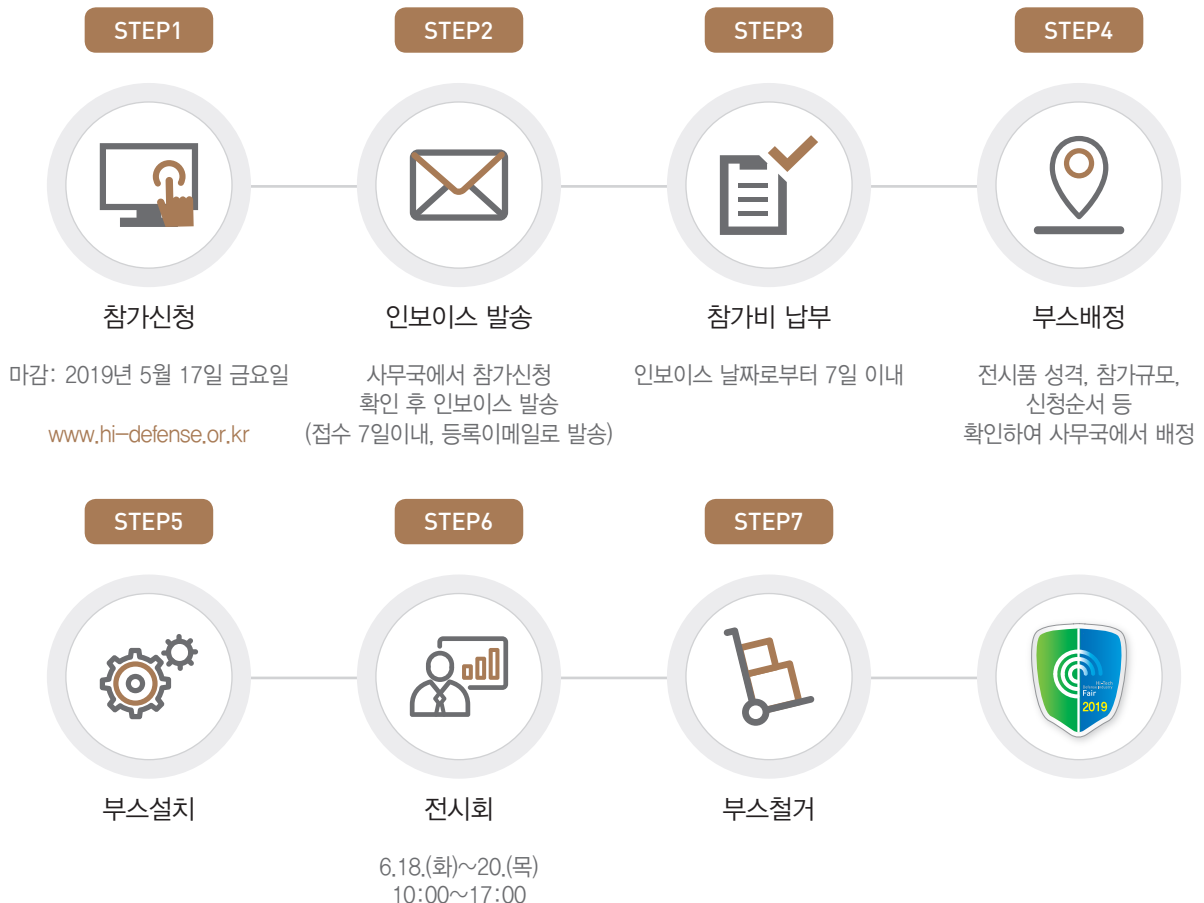 STEP1
STEP2
STEP3
STEP4
참가신청
인보이스 발송
참가비 납부
부스배정
마감: 2019년 5월 17일 금요일
www.hi-defense.or.kr
사무국에서 참가신청
확인 후 인보이스 발송
(접수 7일이내, 등록이메일로 발송)
인보이스 날짜로부터 7일 이내
전시품 성격, 참가규모,
신청순서 등
확인하여 사무국에서 배정
STEP5
STEP6
STEP7
Hi-Tech
Fair
2019
부스설치
전시회
부스철거
6.18.(화)~20.(목)
10:00~17:00